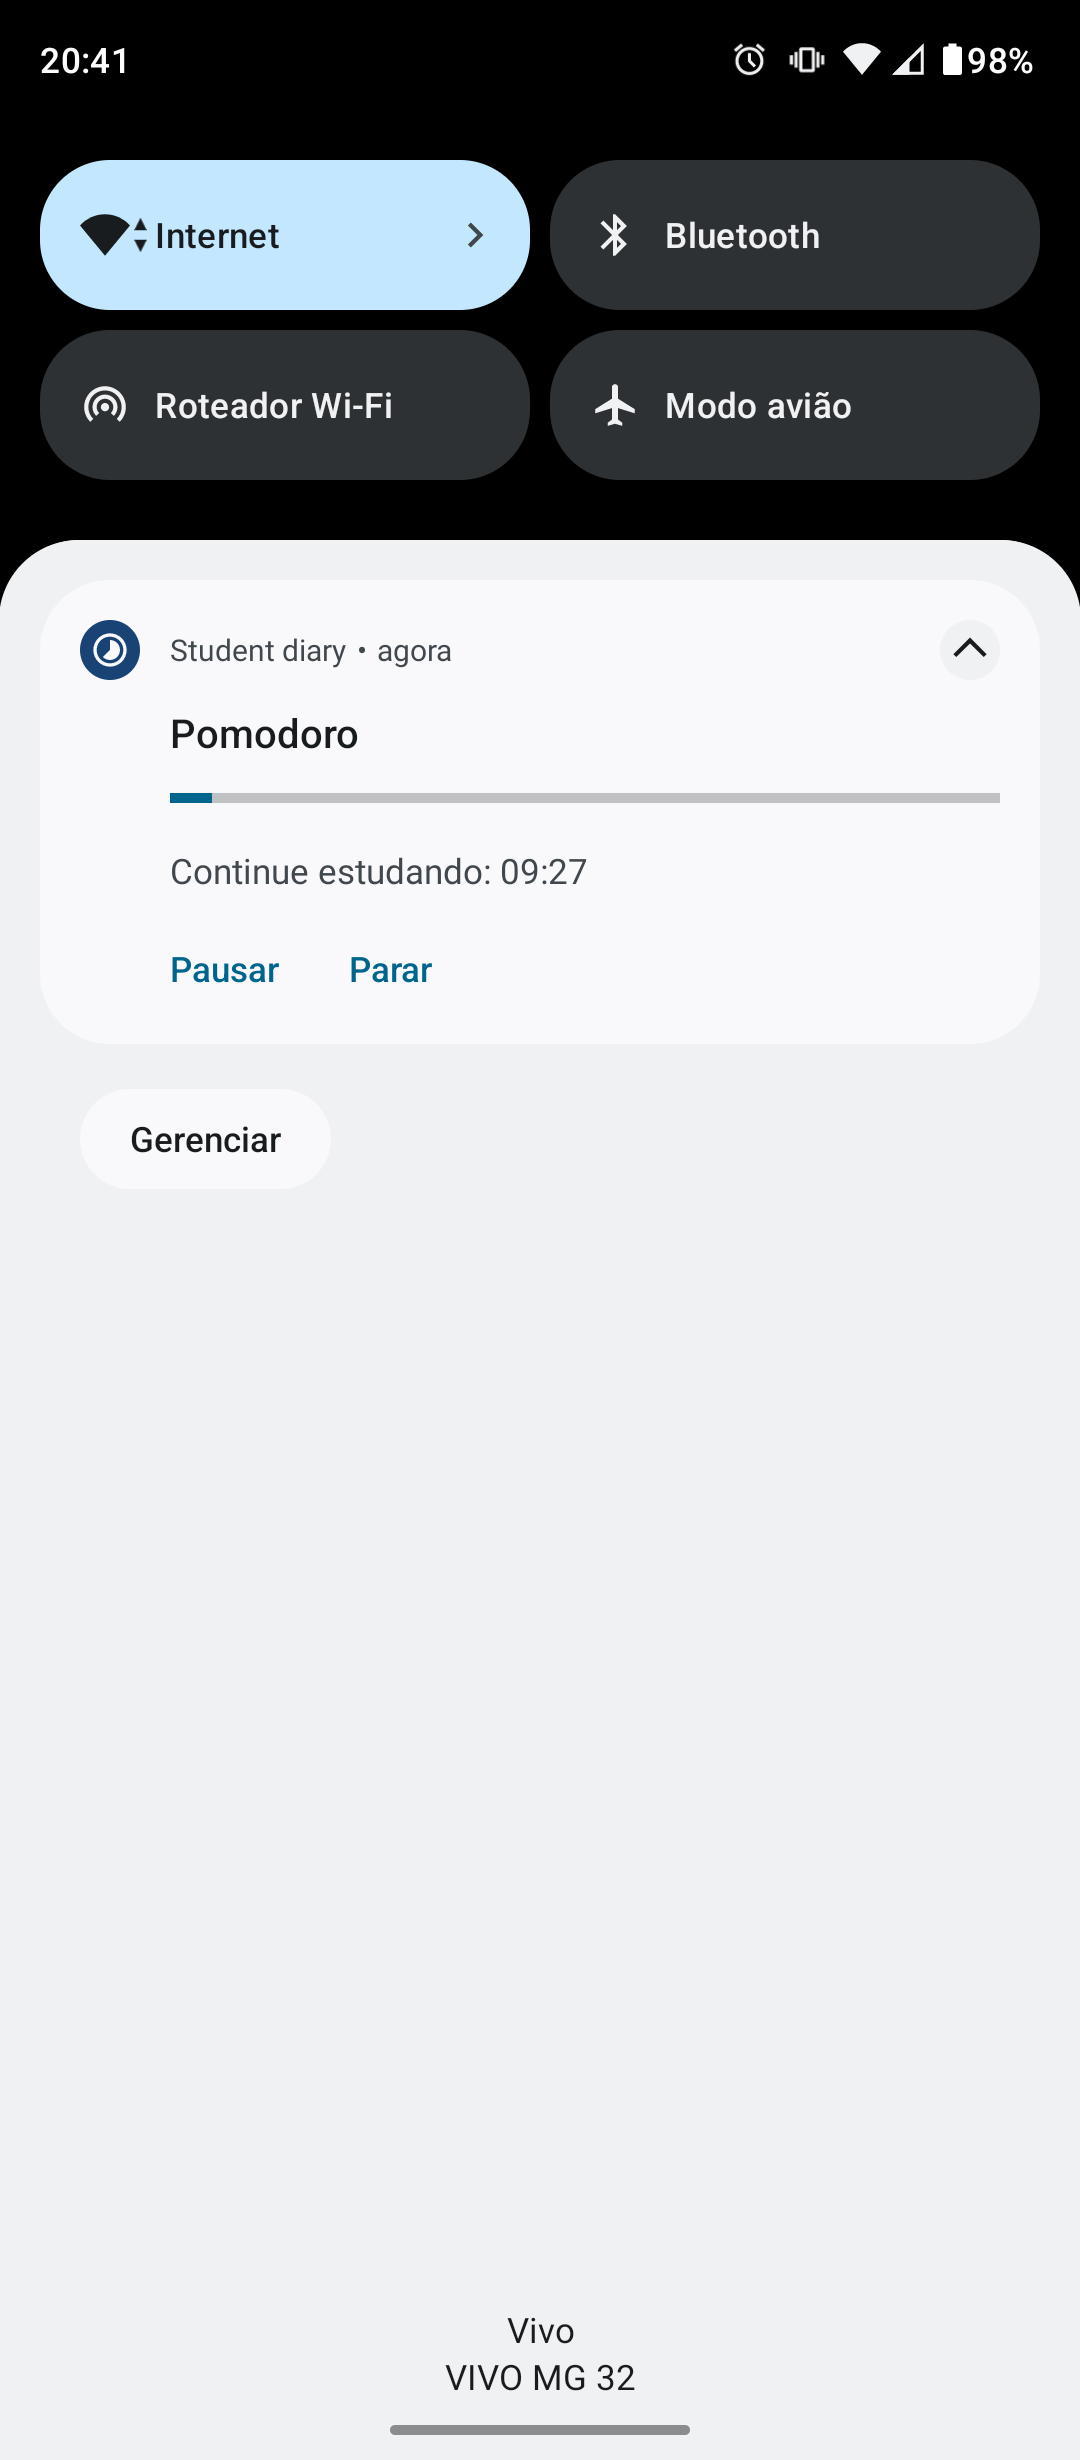 20:41
98%
Internet
Bluetooth
Roteador Wi-Fi
Modo avião
Student diary • agora
Pomodoro
Continue estudando: 09:27
Pausar Parar
Gerenciar
Vivo
VIVO MG 32